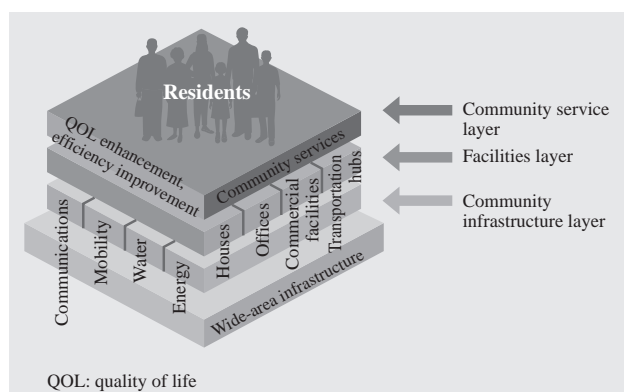 Residents
QOL enhancement,
efficiency improvement
Community services
Communications
Mobility
Water
Energy
Houses
Offices
Commercial
facilities
Transportation
hubs
Wide-area infrastructure
Community service
layer
Facilities layer
Community
infrastructure layer
QOL: quality of life